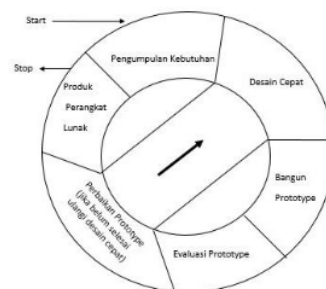 Start
Stop
Pengumpulan Kebutuhan
Desain Cepat
Bangun
Prototype
Evaluasi Prototype
Perbaikan Prototype
(jika belum selesai
ulangi desain cepat)
Produk
Perangkat
Lunak